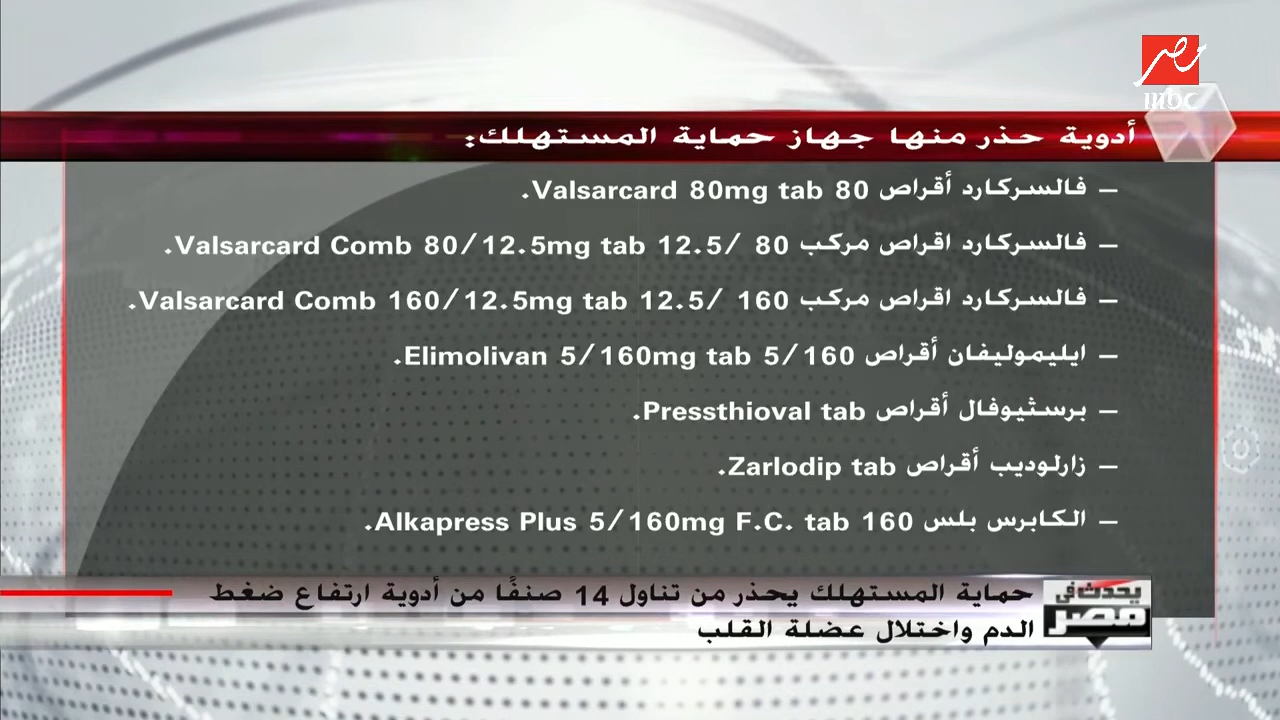 مصر
mbc
أدوية حذر منها جهاز حماية المستهلك:
– فالسركارد أقراص 80 Valsarcard 80mg tab.
– فالسركارد اقراص مركب 80 /12.5 Valsarcard Comb 80/12.5mg tab.
– فالسركارد اقراص مركب 160 /12.5 Valsarcard Comb 160/12.5mg tab.
– ايليموليفان أقراص 5/160 Elimolivan 5/160mg tab.
– برسثيوفال أقراص Pressthioval tab.
– زارلوديب أقراص Zarlodip tab.
– الكابرس بلس 160 Alkapress Plus 5/160mg F.C. tab.
يحدث فى
مصر
حماية المستهلك يحذر من تناول 14 صنفًا من أدوية ارتفاع ضغط
الدم واختلال عضلة القلب